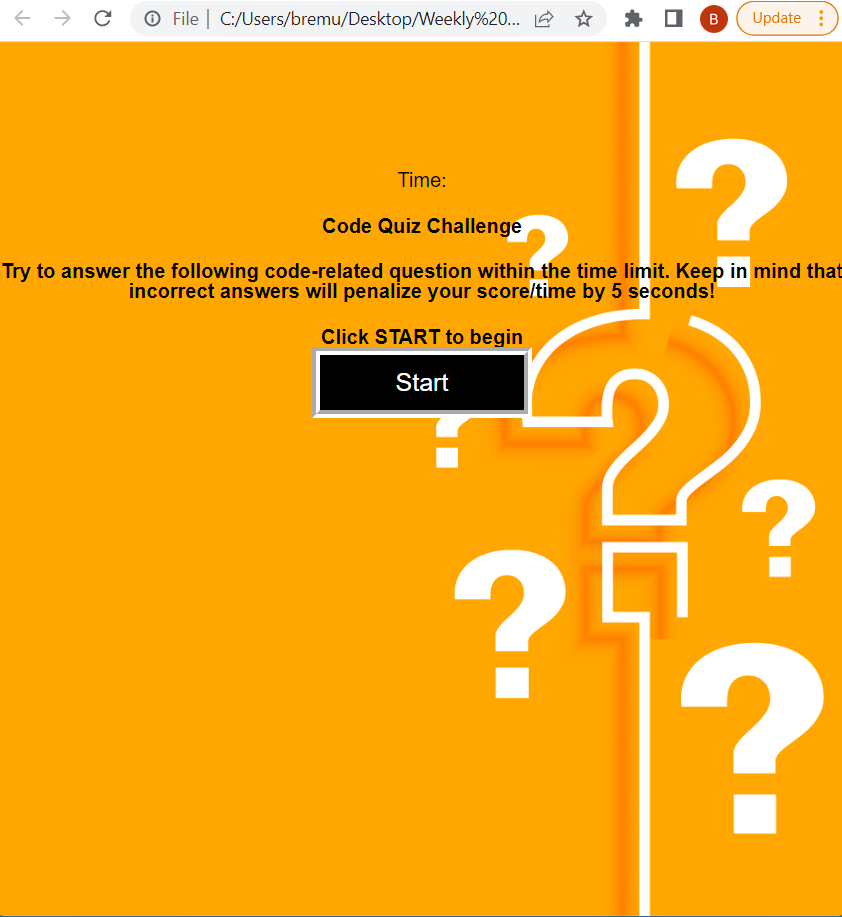 File | C:/Users/bremu/Desktop/Weekly%20... B Update
Time:
Code Quiz Challenge
Try to answer the following code-related question within the time limit. Keep in mind that
incorrect answers will penalize your score/time by 5 seconds!
Click START to begin
Start
?
?
?
?
?
?
?